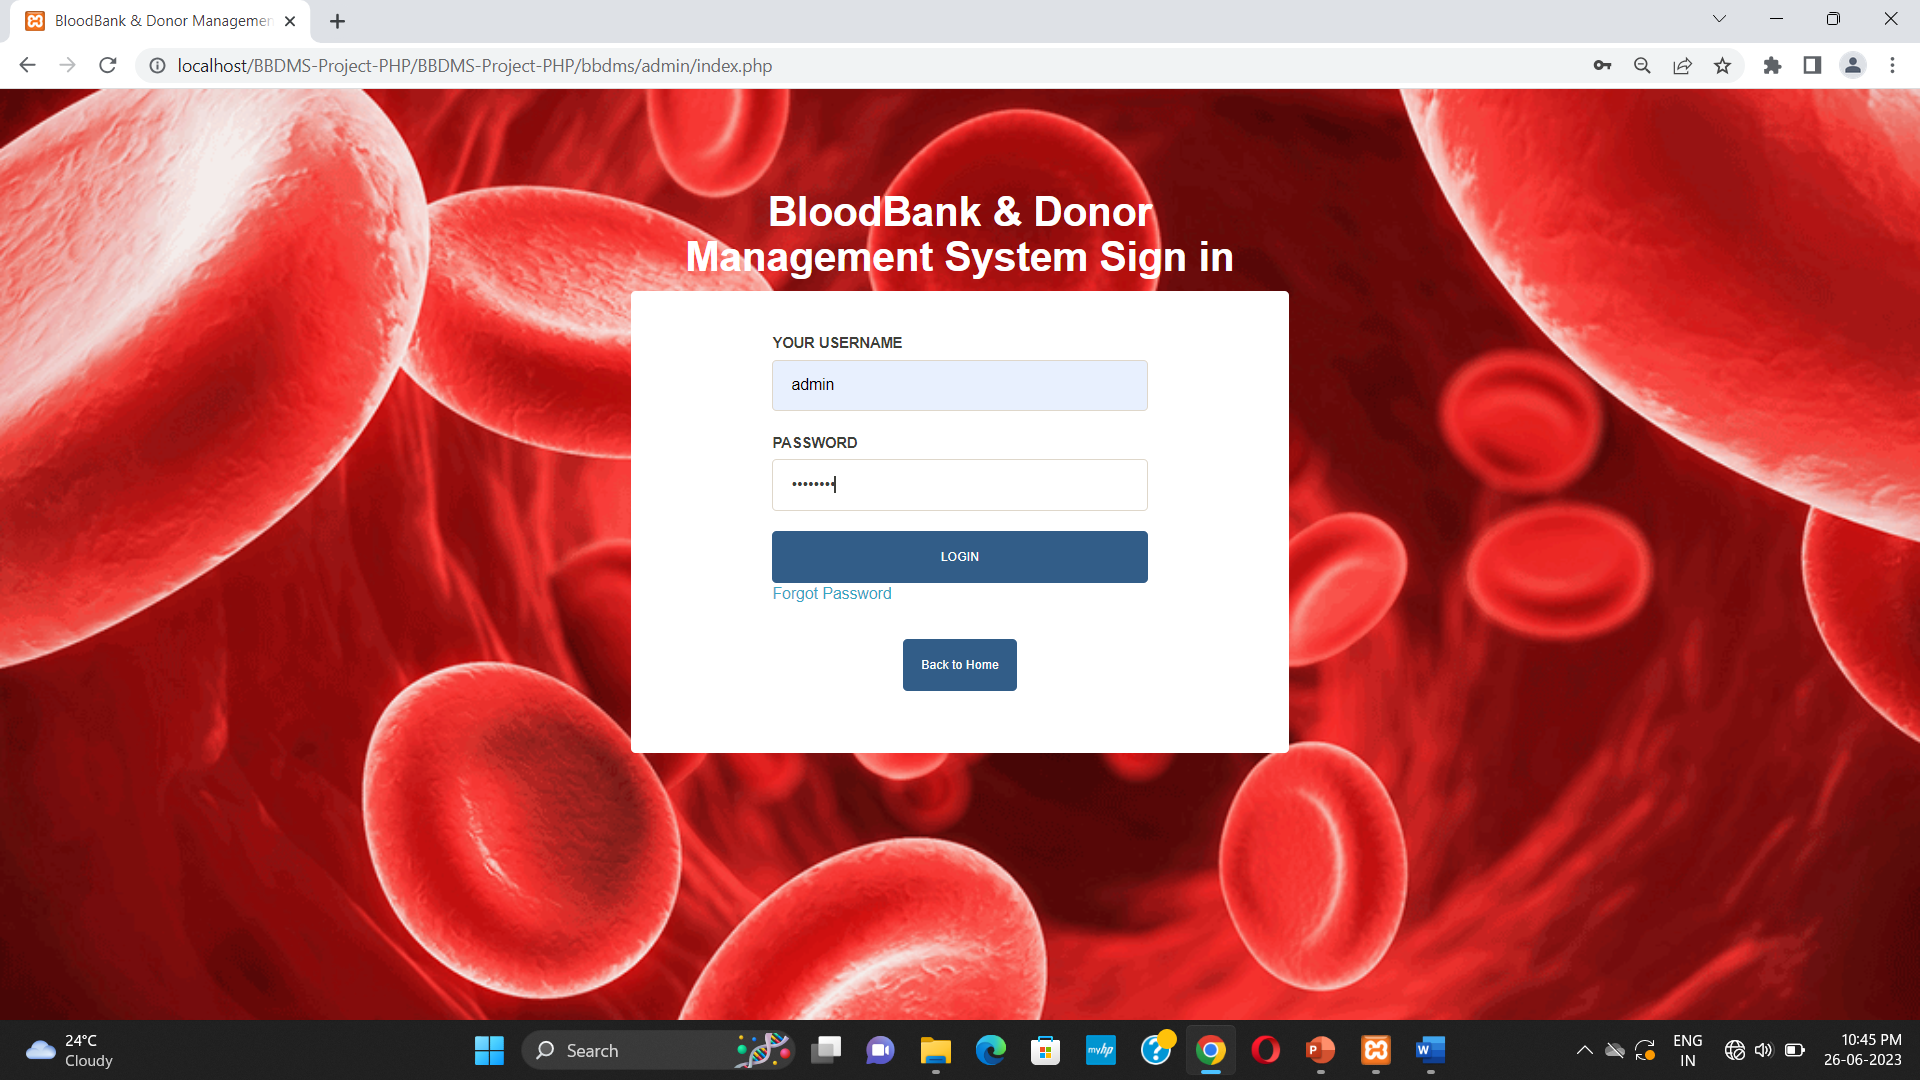 BloodBank & Donor Managemen
localhost/BBDMS-Project-PHP/BBDMS-Project-PHP/bbdms/admin/index.php
BloodBank & Donor
Management System Sign in
YOUR USERNAME
admin
PASSWORD
••••••••
LOGIN
Forgot Password
Back to Home
24°C
Cloudy
Search
myhp
ENG
IN
10:45 PM
26-06-2023